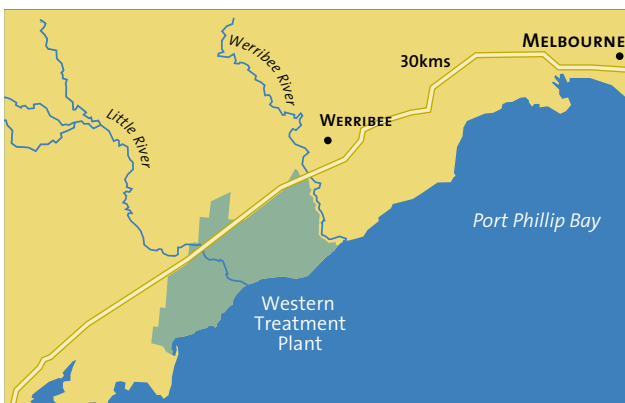 MELBOURNE
30kms
Werribee River
WERRIBEE
Little River
Port Phillip Bay
Western
Treatment
Plant